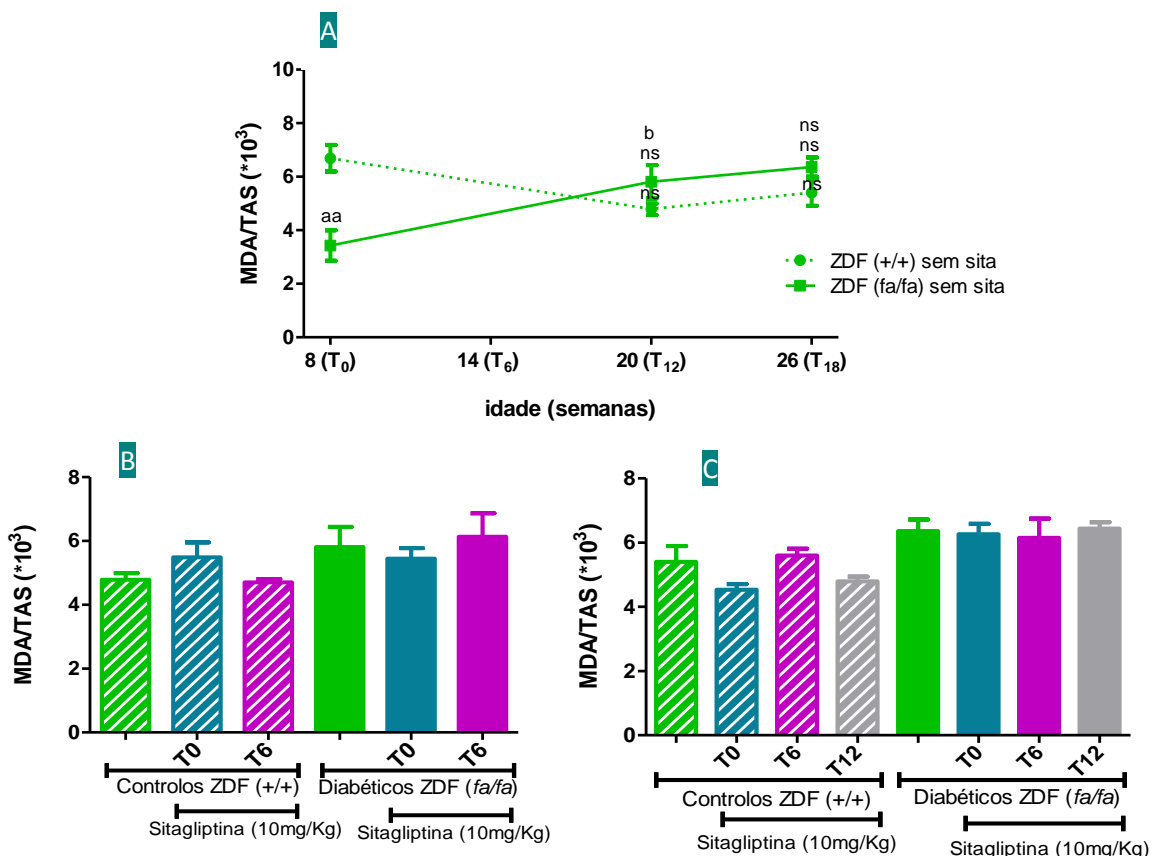 A
MDA/TAS (*10³)
10
8
6
4
2
0
aa
b
ns
ns
ns
ns
ns
ZDF (+/+) sem sita
ZDF (fa/fa) sem sita
8 (T₀)
14 (T₆)
20 (T₁₂)
26 (T₁₈)
idade (semanas)
B
MDA/TAS (*10³)
8
6
4
2
0
T0
T6
T0
T6
Controlos ZDF (+/+)
Diabéticos ZDF (fa/fa)
Sitagliptina (10mg/Kg)
Sitagliptina (10mg/Kg)
C
MDA/TAS (*10³)
8
6
4
2
0
T0
T6
T12
T0
T6
T12
Controlos ZDF (+/+)
Diabéticos ZDF (fa/fa)
Sitagliptina (10mg/Kg)
Sitagliptina (10mg/Kg)